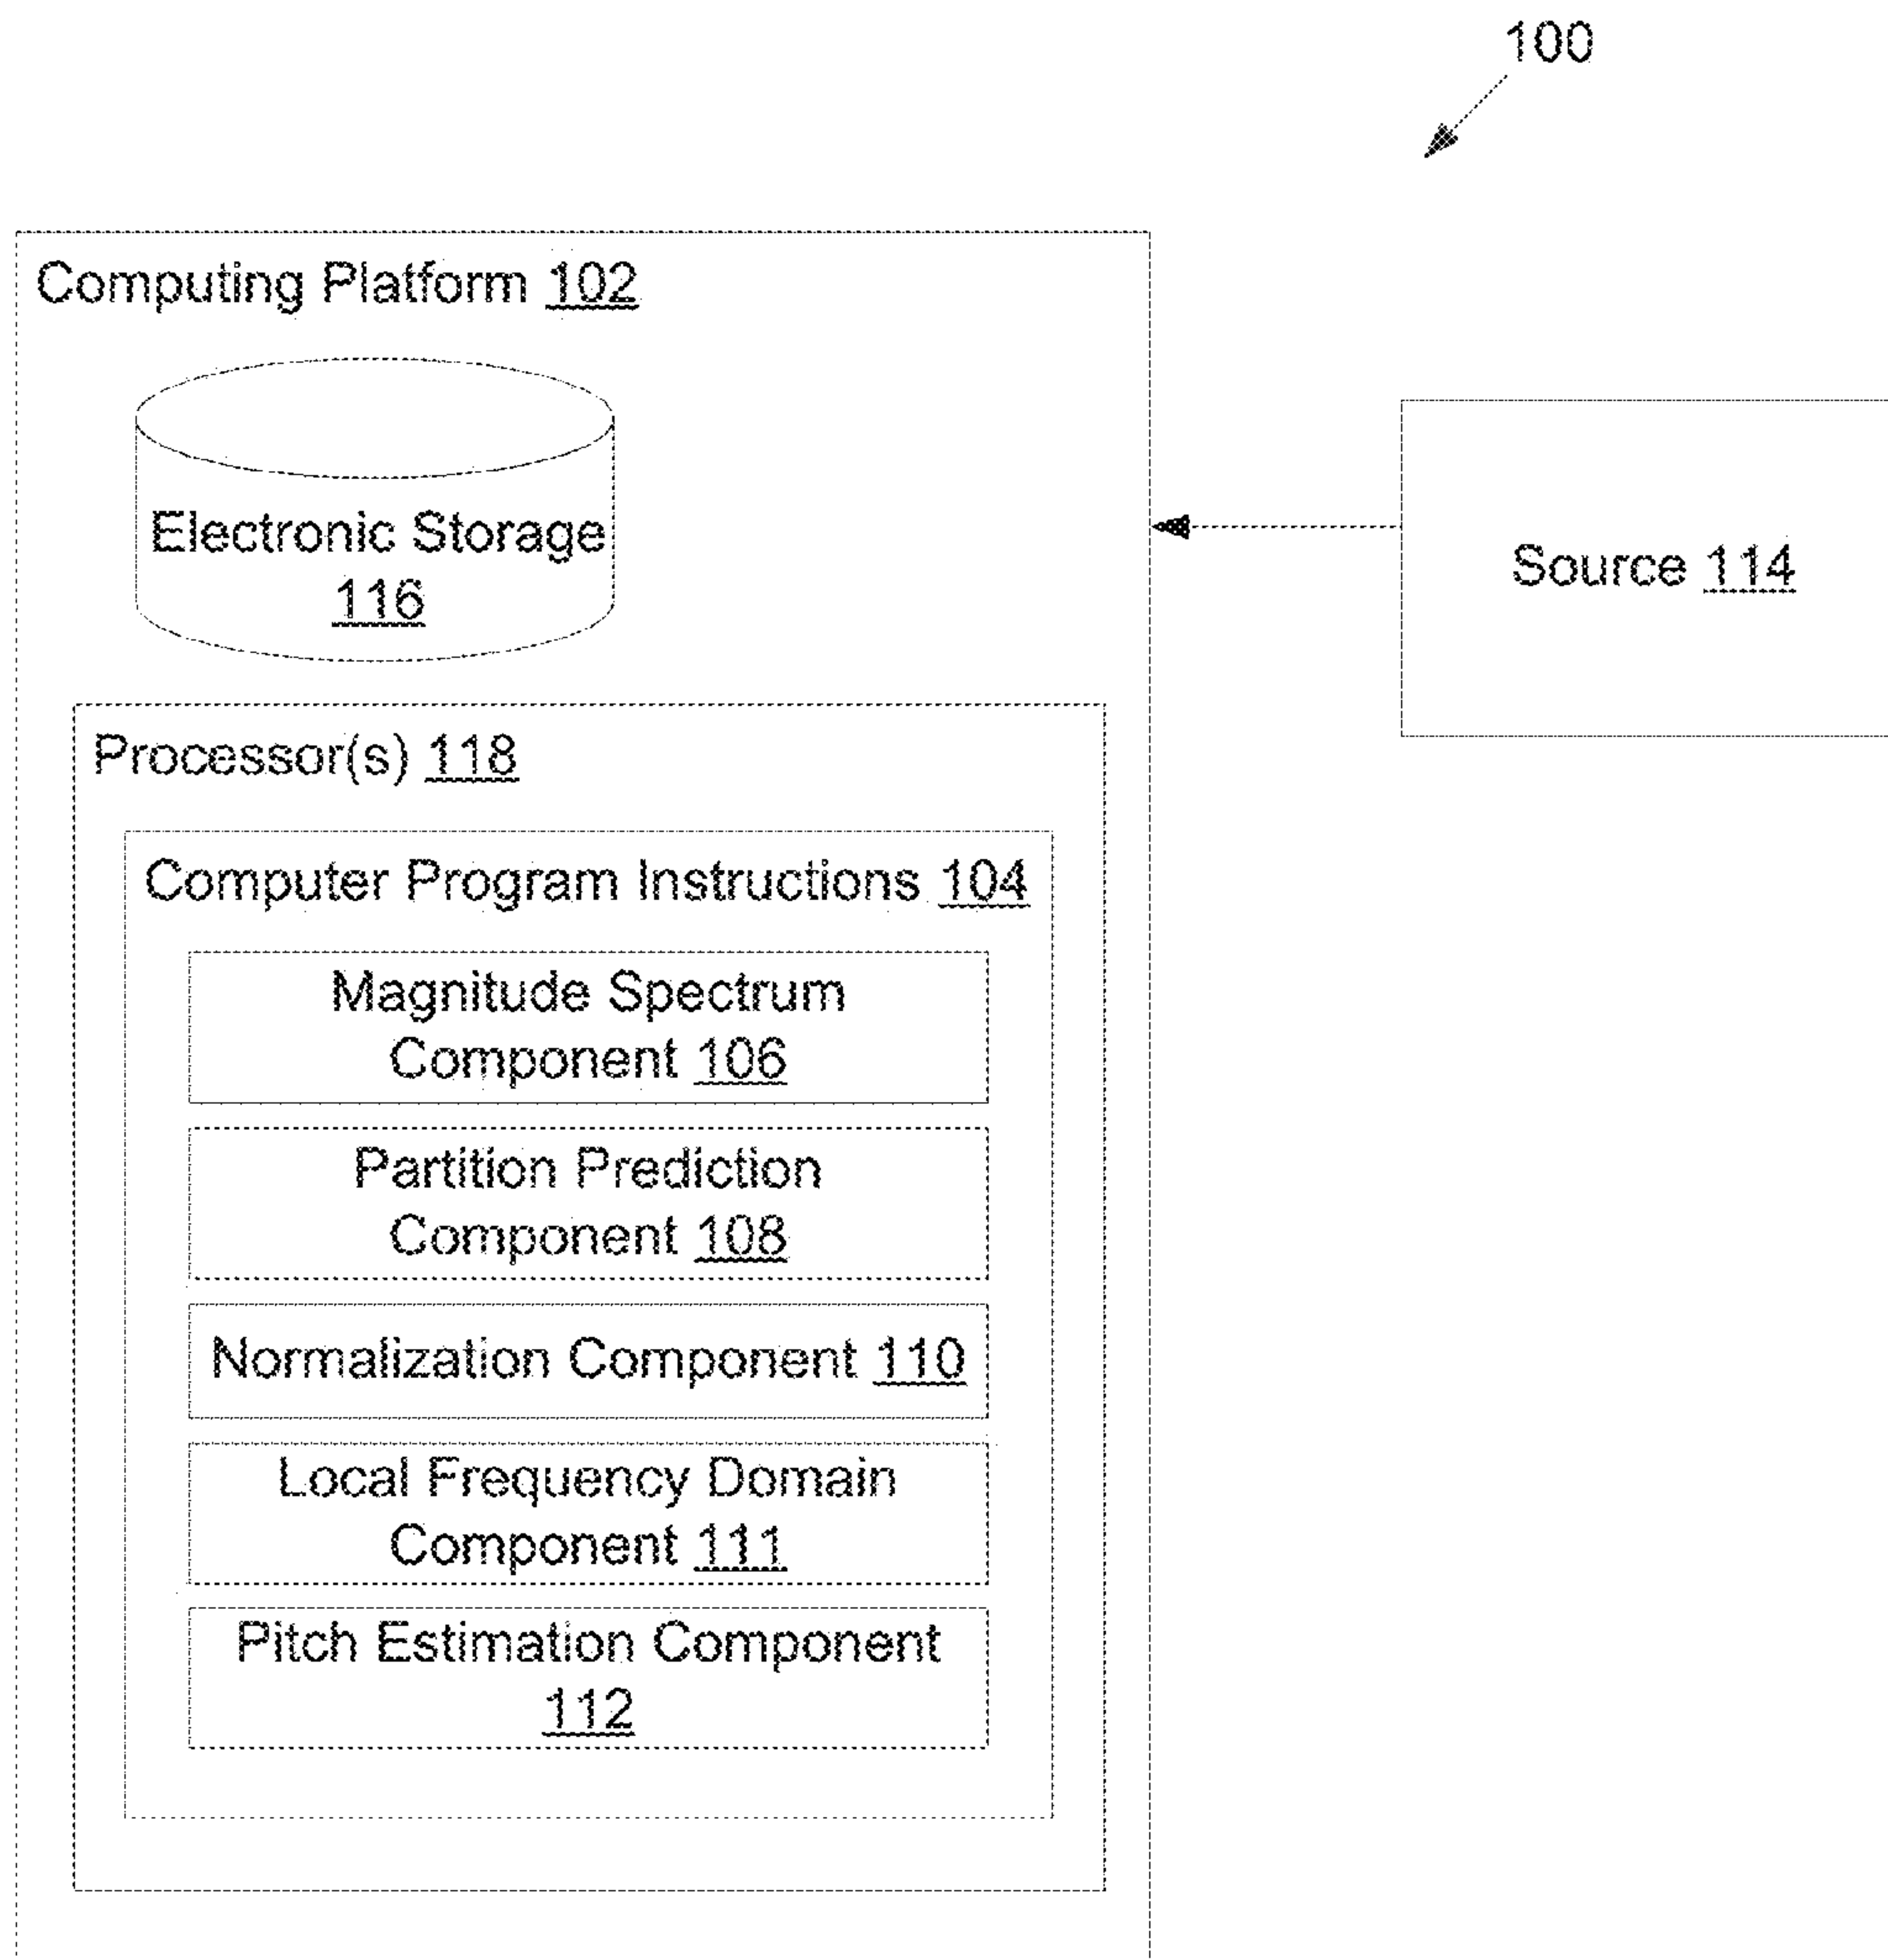 100
Computing Platform 102
Electronic Storage
116
Source 114
Processor(s) 118
Computer Program Instructions 104
Magnitude Spectrum
Component 106
Partition Prediction
Component 108
Normalization Component 110
Local Frequency Domain
Component 111
Pitch Estimation Component
112